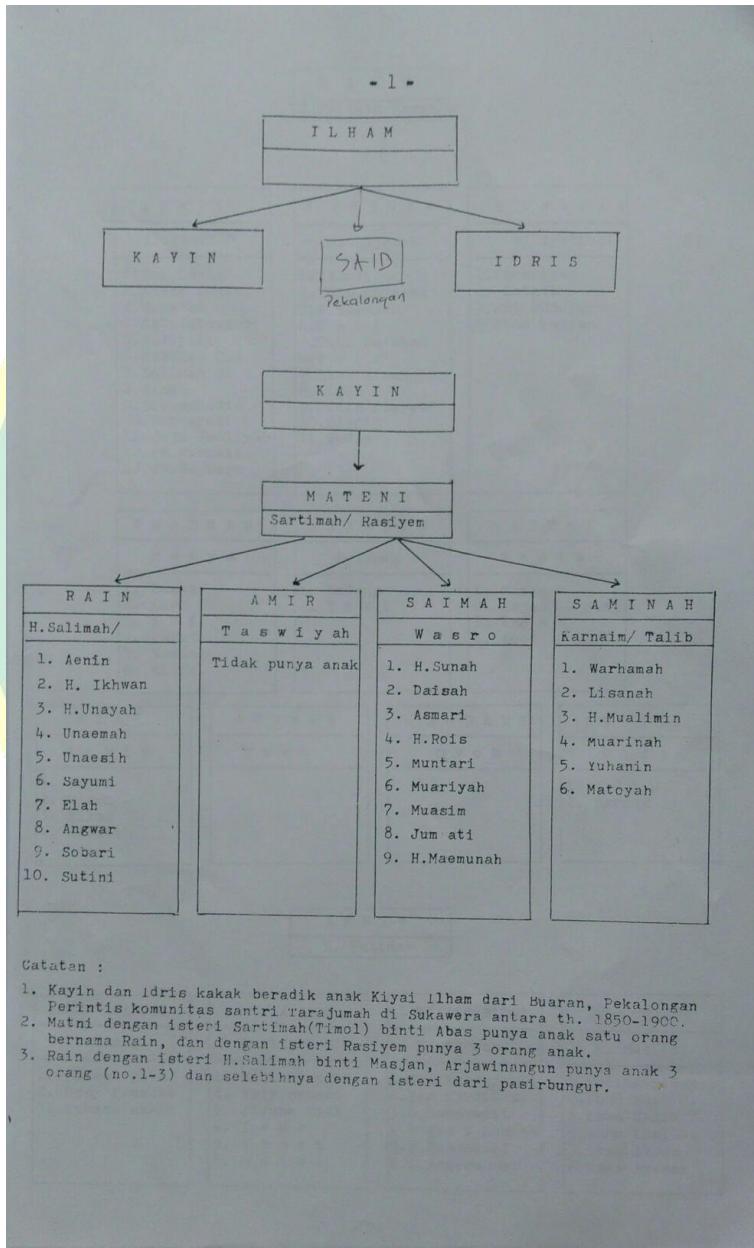 - 1 -
I L H A M
K A Y I N
SAID
I D R I S
Pekalongan
K A Y I N
M A T E N I
Sartimah/ Rasiyem
R A I N
H.Salimah/
1. Aenin
2. H. Ikhwan
3. H.Unayah
4. Unaemah
5. Unaesih
6. Sayumi
7. Elah
8. Angwar
9. Sobari
10. Sutini
A M I R
T a s w i y ah
Tidak punya anak
S A I M A H
W a s r o
1. H.Sunah
2. Daisah
3. Asmari
4. H.Rois
5. Muntari
6. Muariyah
7. Muasim
8. Jum ati
9. H.Maemunah
S A M I N A H
Karnaim/ Talib
1. Warhamah
2. Lisanah
3. H.Mualimin
4. Muarinah
5. Yuhanin
6. Matoyah
Catatan :
1. Kayin dan Idris kakak beradik anak Kiyai Ilham dari Buaran, Pekalongan
Perintis komunitas santri Tarajumah di Sukawera antara th. 1850-1900.
2. Matni dengan isteri Sartimah(Timol) binti Abas punya anak satu orang
bernama Rain, dan dengan isteri Rasiyem punya 3 orang anak.
3. Rain dengan isteri H.Salimah binti Masjan, Arjawinangun punya anak 3
orang (no.1-3) dan selebihnya dengan isteri dari pasirbungur.